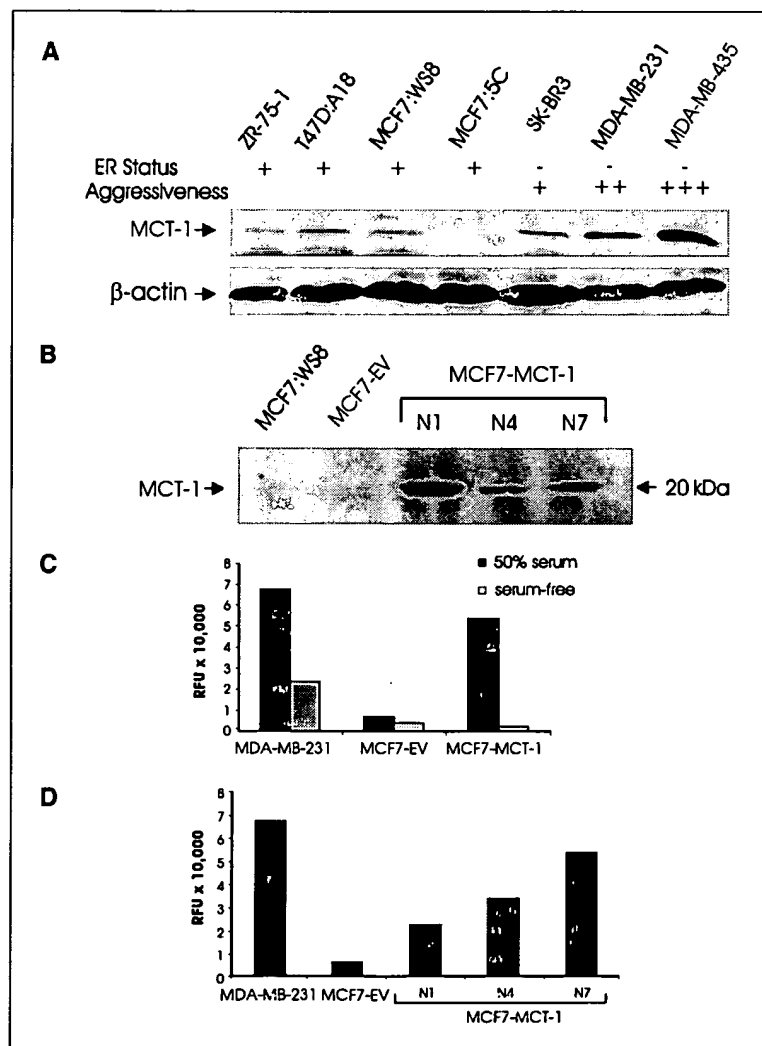 A
ZR-75-1 T47D:A18 MCF7:WS8 MCF7:5C SK-BR3 MDA-MB-231 MDA-MB-435
ER Status + + + + - - -
Aggressiveness + ++ +++
MCT-1
β-actin
B
MCF7:WS8 MCF7-EV MCF7-MCT-1
N1 N4 N7
MCT-1 20 kDa
C
50% serum
serum-free
RFU x 10,000
8
7
6
5
4
3
2
1
0
MDA-MB-231 MCF7-EV MCF7-MCT-1
D
RFU x 10,000
8
7
6
5
4
3
2
1
0
MDA-MB-231 MCF7-EV N1 N4 N7
MCF7-MCT-1